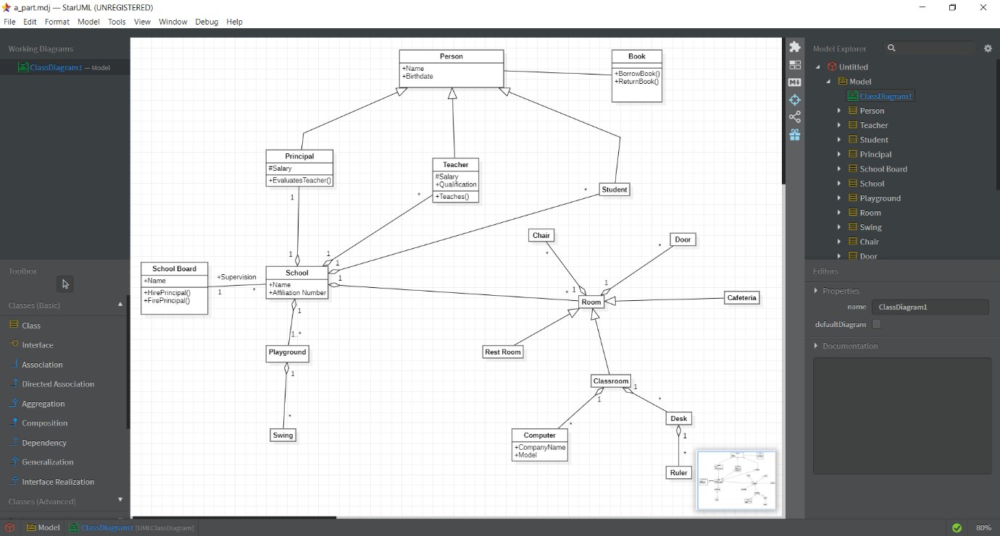 a_part.mdj — StarUML (UNREGISTERED)
File Edit Format Model Tools View Window Debug Help
Working Diagrams
ClassDiagram1 — Model
Toolbox
Classes (Basic)
Class
Interface
Association
Directed Association
Aggregation
Composition
Dependency
Generalization
Interface Realization
Classes (Advanced)
Person
+Name
+Birthdate
Book
+BorrowBook()
+ReturnBook()
Principal
#Salary
+EvaluatesTeacher()
Teacher
#Salary
+Qualification
+Teaches()
Student
1
*
*
Chair
Door
*
*
School Board
+Name
+HirePrincipal()
+FirePrincipal()
+Supervision
1
*
School
+Name
+Affiliation Number
1
1
1
1
1
* 1
1
Room
Cafeteria
1..*
Playground
1
*
Swing
Rest Room
Classroom
1
1
*
*
Computer
+CompanyName
+Model
Desk
1
*
Ruler
M
Model Explorer
Untitled
Model
ClassDiagram1
Person
Teacher
Student
Principal
School Board
School
Playground
Room
Swing
Chair
Door
Editors
Properties
name ClassDiagram1
defaultDiagram
Documentation
Model ClassDiagram1 [UMLClassDiagram]
80%